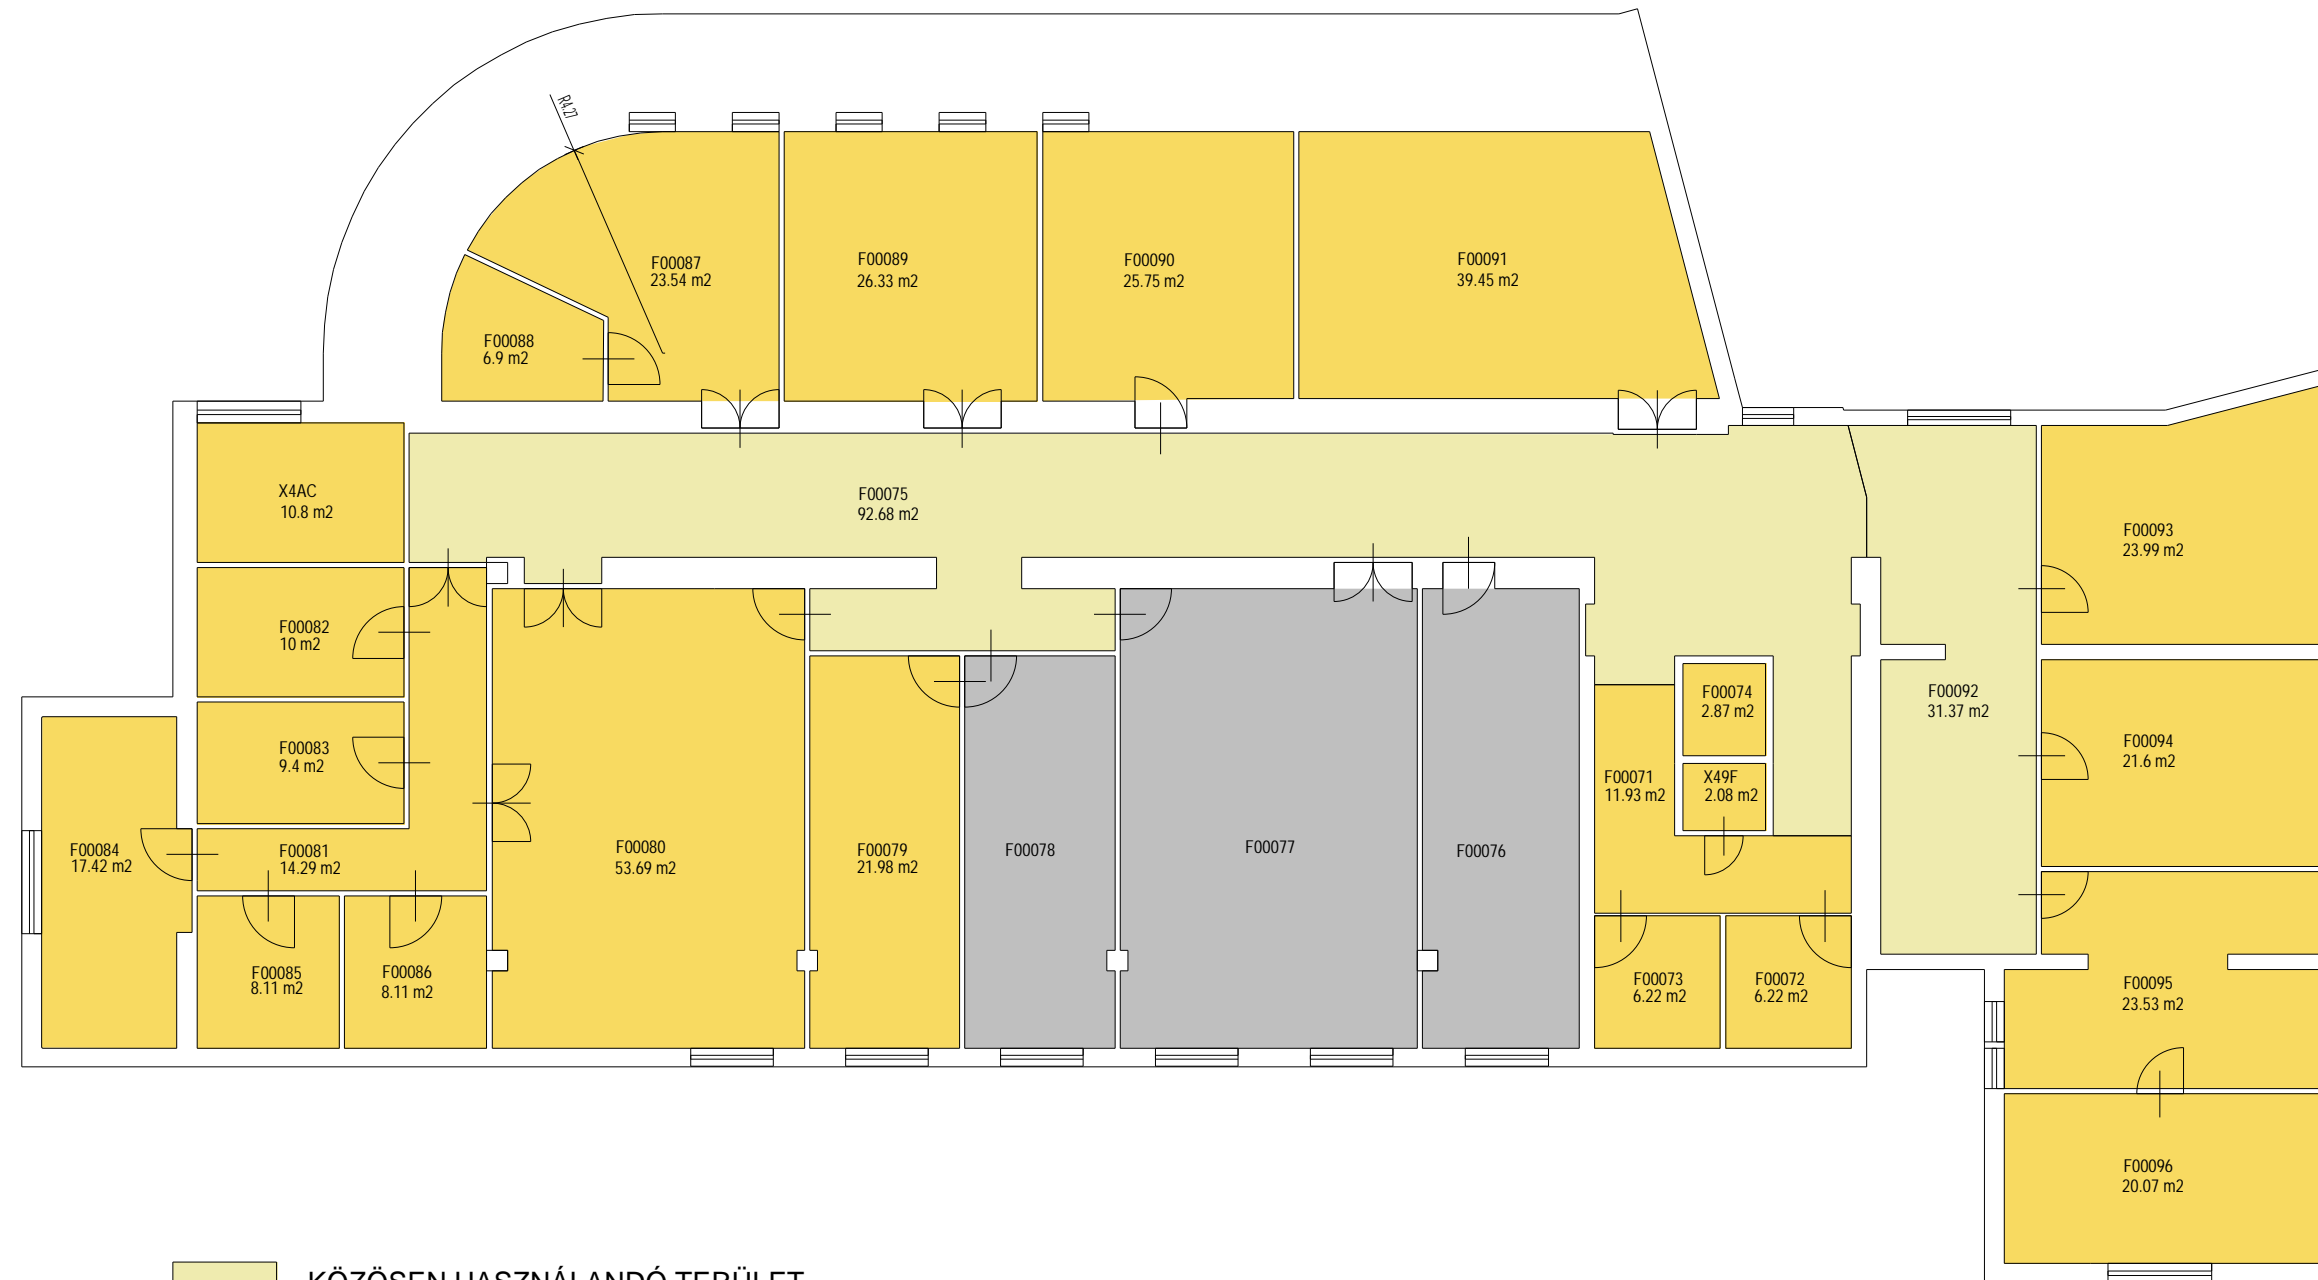 R4.27
F00087
23.54 m2
F00089
26.33 m2
F00090
25.75 m2
F00091
39.45 m2
F00088
6.9 m2
X4AC
10.8 m2
F00075
92.68 m2
F00093
23.99 m2
F00082
10 m2
F00083
9.4 m2
F00074
2.87 m2
F00092
31.37 m2
F00094
21.6 m2
F00071
11.93 m2
X49F
2.08 m2
F00084
17.42 m2
F00081
14.29 m2
F00080
53.69 m2
F00079
21.98 m2
F00078
F00077
F00076
F00085
8.11 m2
F00086
8.11 m2
F00073
6.22 m2
F00072
6.22 m2
F00095
23.53 m2
F00096
20.07 m2
KÖZÖSEN HASZNÁLANDÓ TERÜLET